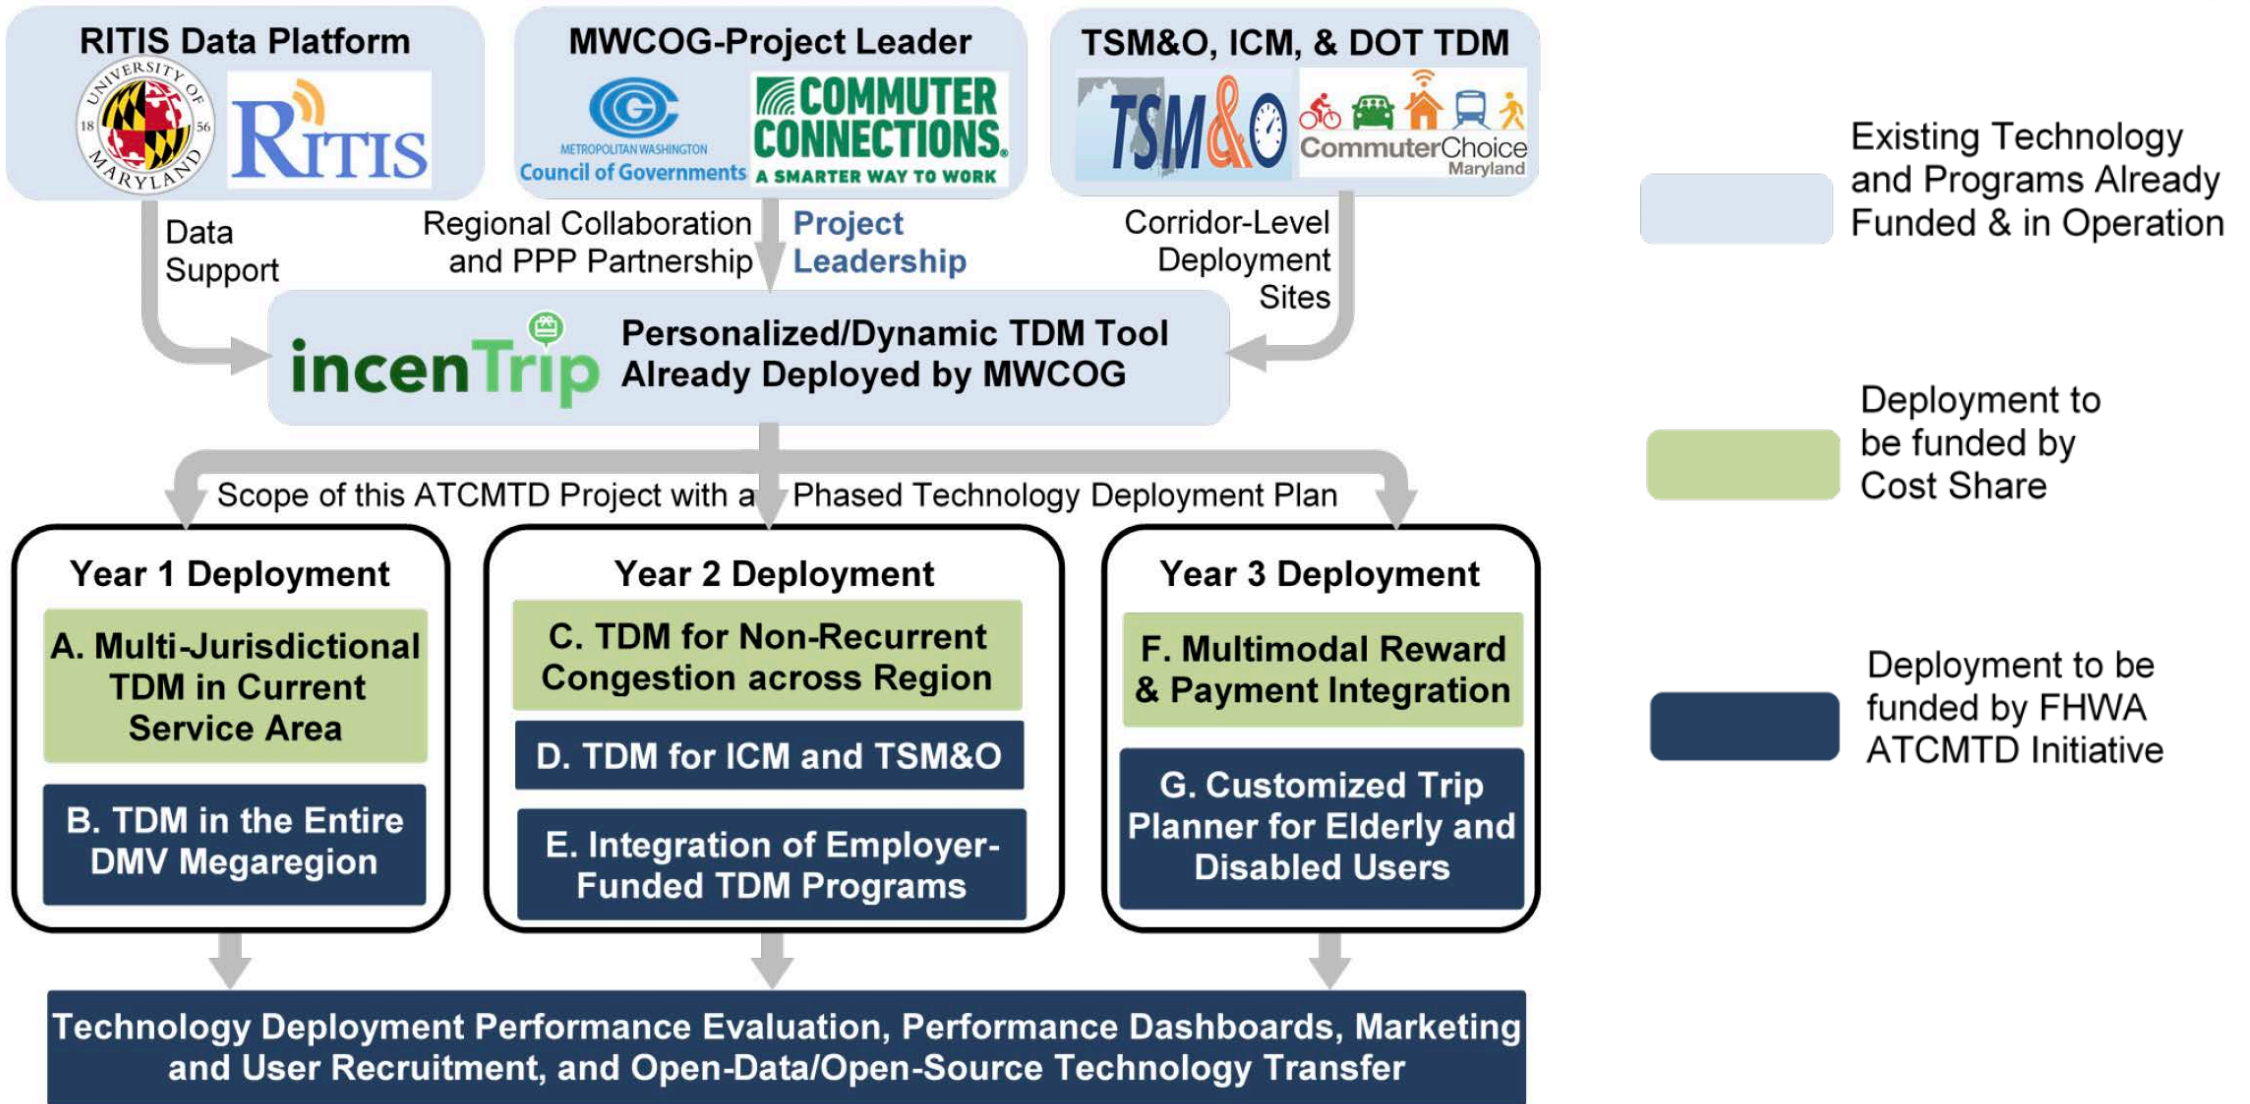 RITIS Data Platform
UNIVERSITY OF
18 56
MARYLAND
RITIS
MWCOG-Project Leader
METROPOLITAN WASHINGTON
Council of Governments
COMMUTER
CONNECTIONS®
A SMARTER WAY TO WORK
TSM&O, ICM, & DOT TDM
TSM&O
CommuterChoice
Maryland
Data
Support
Regional Collaboration
and PPP Partnership
Project
Leadership
Corridor-Level
Deployment
Sites
incenTrip
Personalized/Dynamic TDM Tool
Already Deployed by MWCOG
Scope of this ATCMTD Project with a Phased Technology Deployment Plan
Year 1 Deployment
A. Multi-Jurisdictional
TDM in Current
Service Area
B. TDM in the Entire
DMV Megaregion
Year 2 Deployment
C. TDM for Non-Recurrent
Congestion across Region
D. TDM for ICM and TSM&O
E. Integration of Employer-
Funded TDM Programs
Year 3 Deployment
F. Multimodal Reward
& Payment Integration
G. Customized Trip
Planner for Elderly and
Disabled Users
Technology Deployment Performance Evaluation, Performance Dashboards, Marketing
and User Recruitment, and Open-Data/Open-Source Technology Transfer
Existing Technology
and Programs Already
Funded & in Operation
Deployment to
be funded by
Cost Share
Deployment to be
funded by FHWA
ATCMTD Initiative